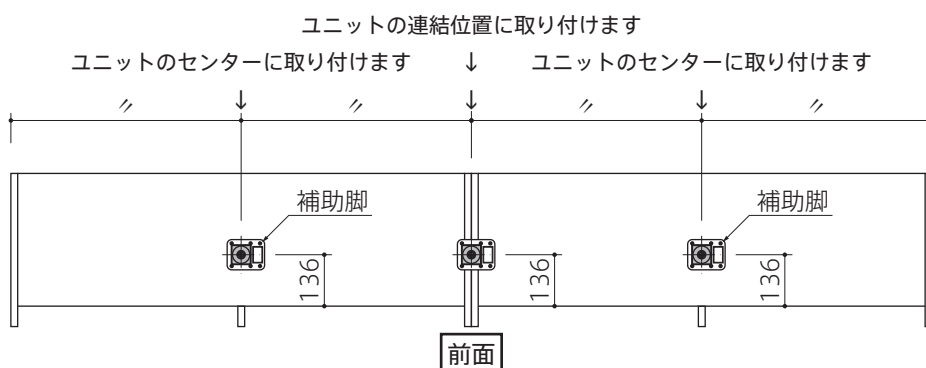 ユニットの連結位置に取り付けます
ユニットのセンターに取り付けます ↓ ユニットのセンターに取り付けます
↓ ↓ ↓
〃 〃 〃 〃
補助脚 補助脚
136 136 136
前面